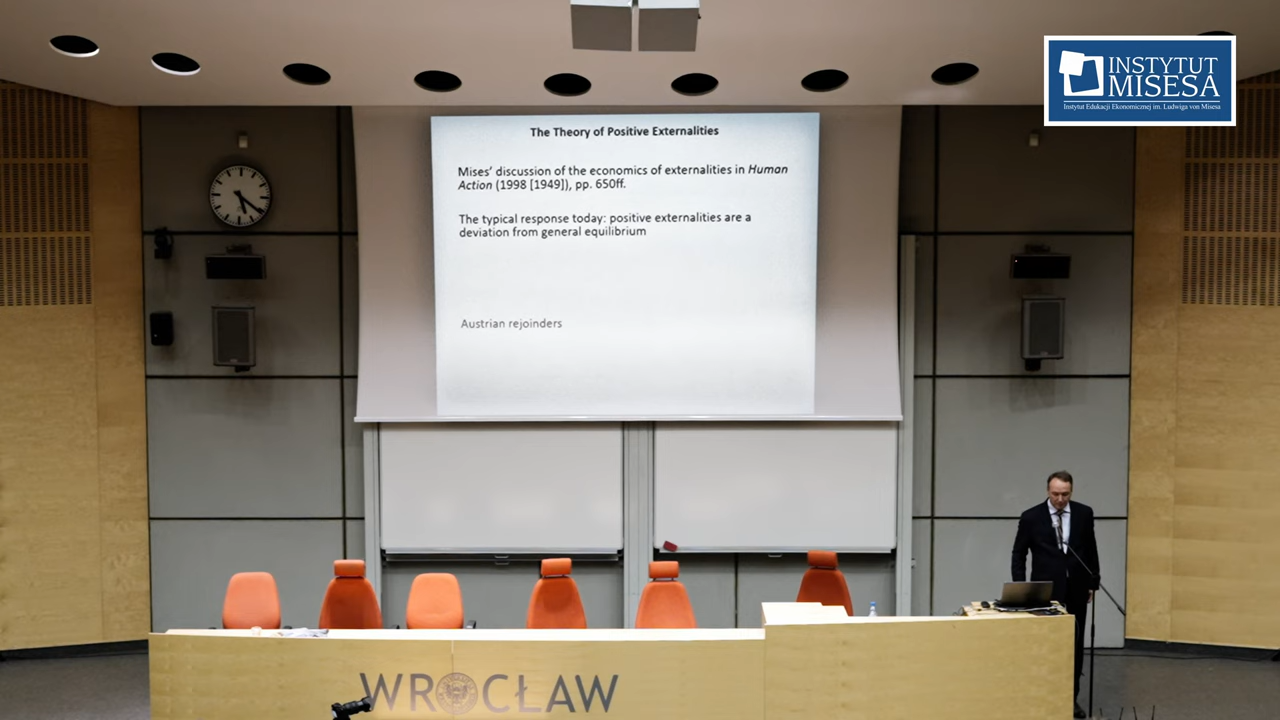 INSTYTUT
MISESA
Instytut Edukacji Ekonomicznej im. Ludwiga von Misesa
The Theory of Positive Externalities
Mises' discussion of the economics of externalities in Human
Action (1998 [1949]), pp. 650ff.
The typical response today: positive externalities are a
deviation from general equilibrium
Austrian rejoinders
WROCŁAW